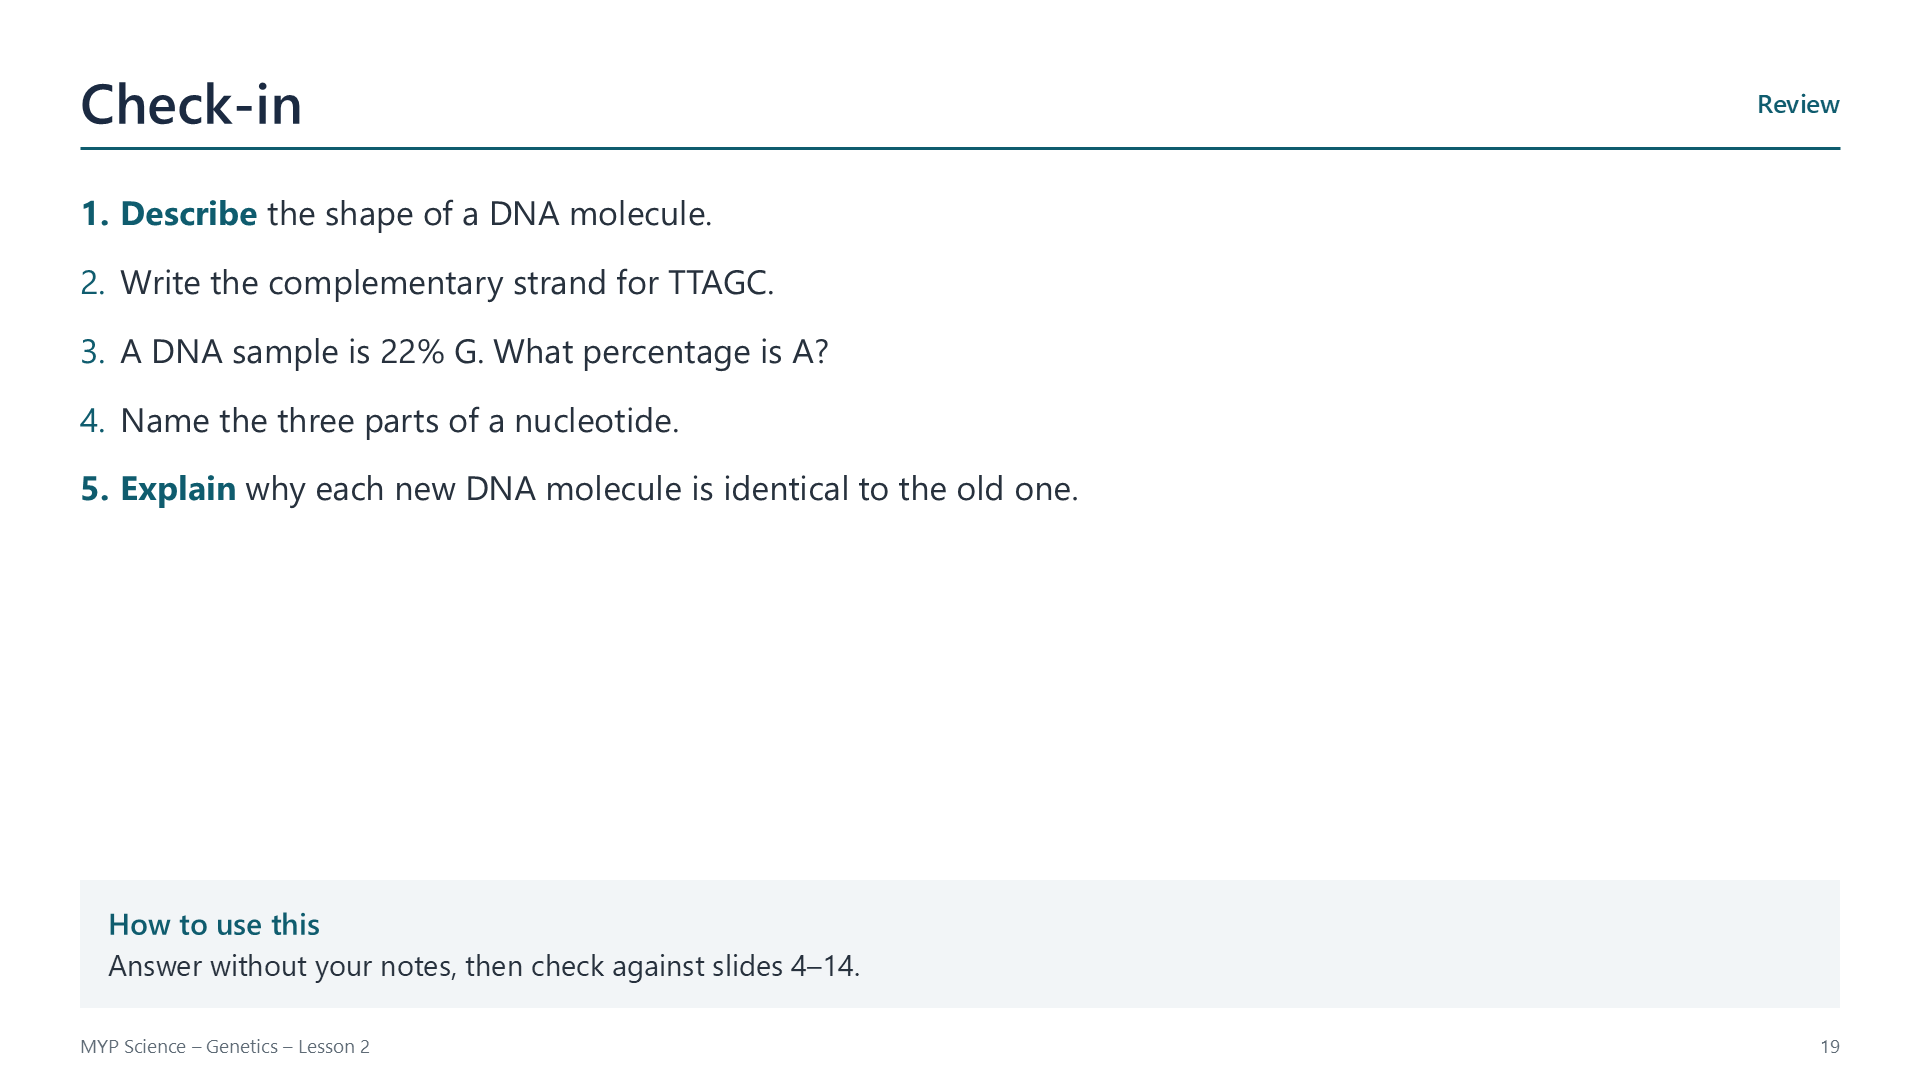 Check-in
Review
1. Describe the shape of a DNA molecule.
2. Write the complementary strand for TTAGC.
3. A DNA sample is 22% G. What percentage is A?
4. Name the three parts of a nucleotide.
5. Explain why each new DNA molecule is identical to the old one.
How to use this
Answer without your notes, then check against slides 4–14.
MYP Science – Genetics – Lesson 2
19